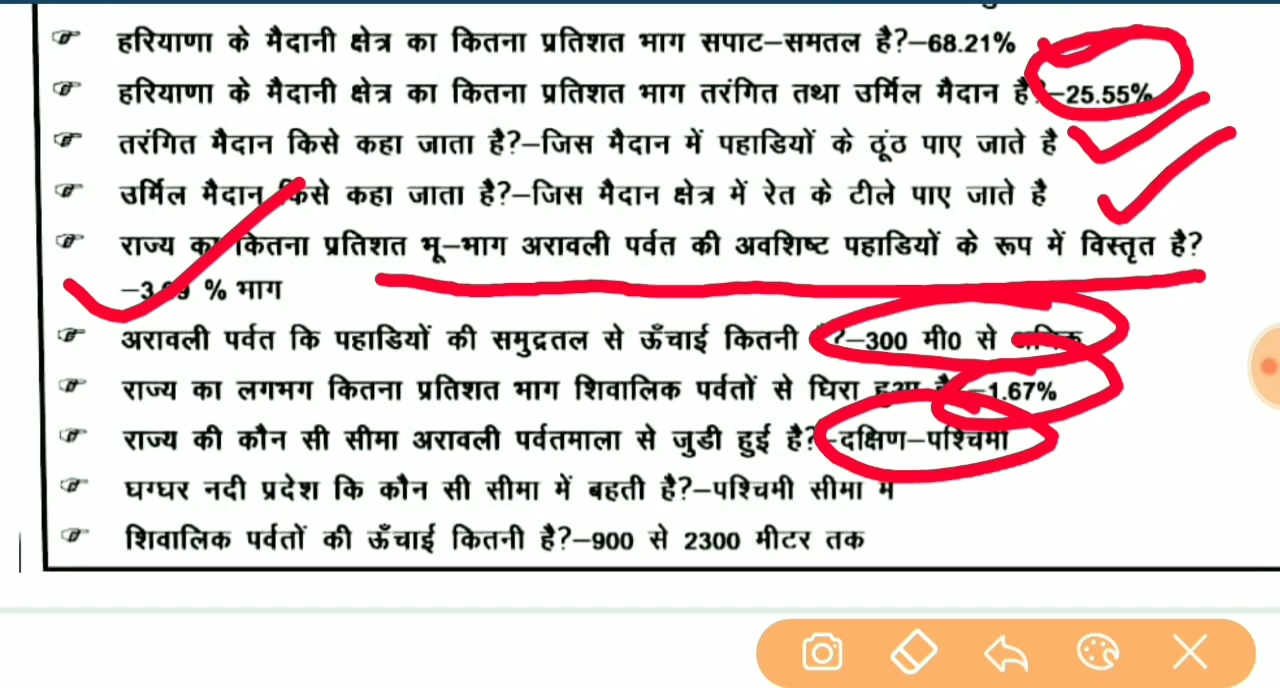 हरियाणा के मैदानी क्षेत्र का कितना प्रतिशत भाग सपाट–समतल है?–68.21%
हरियाणा के मैदानी क्षेत्र का कितना प्रतिशत भाग तरंगित तथा उर्मिल मैदान है?–25.55%
तरंगित मैदान किसे कहा जाता है?–जिस मैदान में पहाडियों के ठूंठ पाए जाते है
उर्मिल मैदान किसे कहा जाता है?–जिस मैदान क्षेत्र में रेत के टीले पाए जाते है
राज्य का कितना प्रतिशत भू–भाग अरावली पर्वत की अवशिष्ट पहाडियों के रूप में विस्तृत है?
% भाग
अरावली पर्वत कि पहाडियों की समुद्रतल से ऊँचाई कितनी ?–300 मी0 से
राज्य का लगभग कितना प्रतिशत भाग शिवालिक पर्वतों से घिरा –1.67%
राज्य की कौन सी सीमा अरावली पर्वतमाला से जुडी हुई है?–दक्षिण–पश्चिमी
घग्घर नदी प्रदेश कि कौन सी सीमा में बहती है?–पश्चिमी सीमा में
शिवालिक पर्वतों की ऊँचाई कितनी है?–900 से 2300 मीटर तक